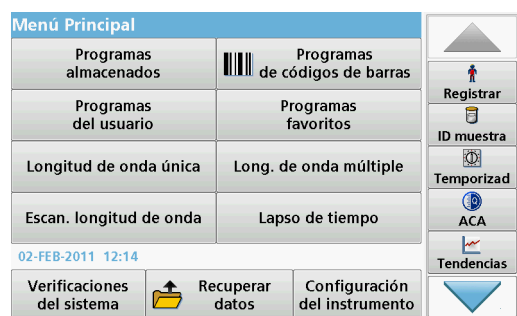 Menú Principal
Programas
almacenados
Programas
de códigos de barras
Programas
del usuario
Programas
favoritos
Longitud de onda única
Long. de onda múltiple
Escan. longitud de onda
Lapso de tiempo
02-FEB-2011 12:14
Verificaciones
del sistema
Recuperar
datos
Configuración
del instrumento
Registrar
ID muestra
Temporizad
ACA
Tendencias